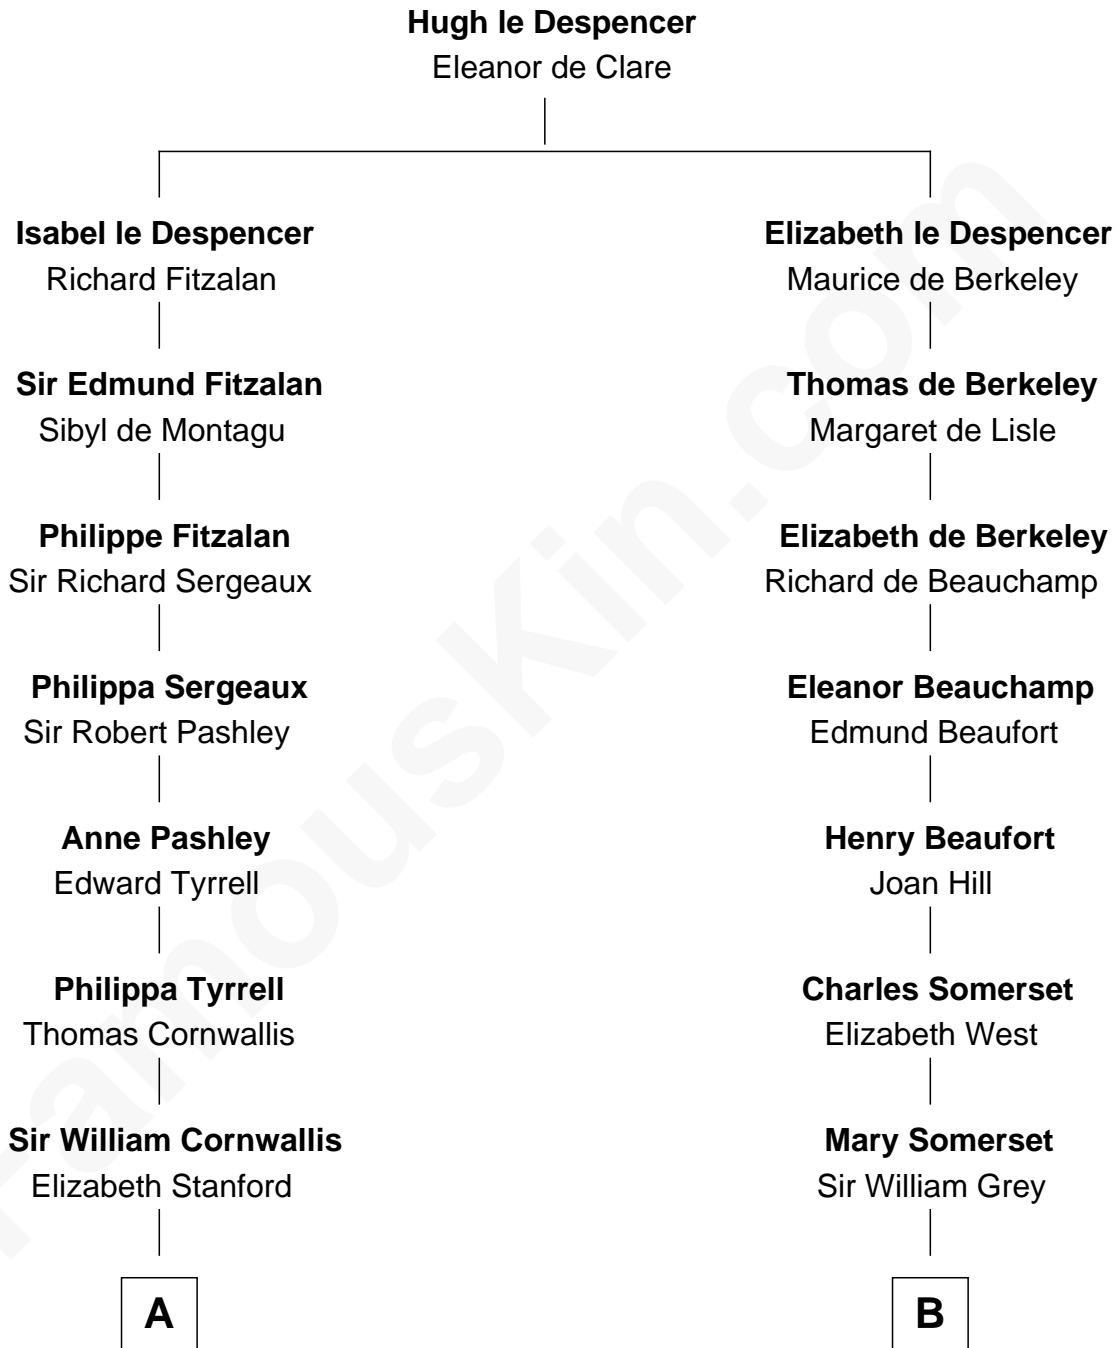 Hugh le Despencer
Eleanor de Clare
Isabel le Despencer
Richard Fitzalan
Elizabeth le Despencer
Maurice de Berkeley
Sir Edmund Fitzalan
Sibyl de Montagu
Thomas de Berkeley
Margaret de Lisle
Philippe Fitzalan
Sir Richard Sergeaux
Elizabeth de Berkeley
Richard de Beauchamp
Philippa Sergeaux
Sir Robert Pashley
Eleanor Beauchamp
Edmund Beaufort
Anne Pashley
Edward Tyrrell
Henry Beaufort
Joan Hill
Philippa Tyrrell
Thomas Cornwallis
Charles Somerset
Elizabeth West
Sir William Cornwallis
Elizabeth Stanford
Mary Somerset
Sir William Grey
A
B
FamousKin.com